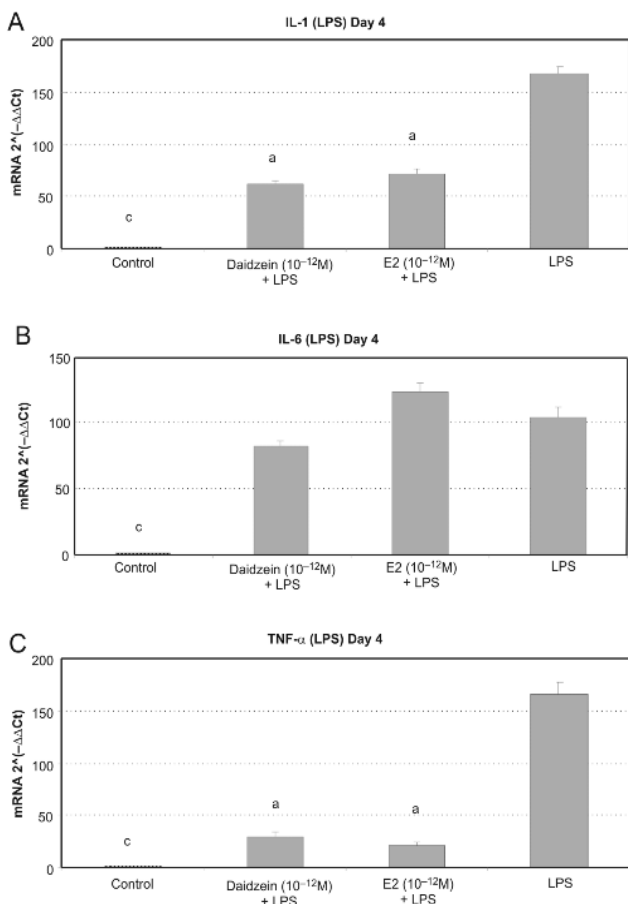 A
IL-1 (LPS) Day 4
mRNA 2^(−ΔΔCt)
200
150
100
50
0
c
a
a
Control
Daidzein (10⁻¹²M)
+ LPS
E2 (10⁻¹²M)
+ LPS
LPS
B
IL-6 (LPS) Day 4
mRNA 2^(−ΔΔCt)
150
100
50
0
c
Control
Daidzein (10⁻¹²M)
+ LPS
E2 (10⁻¹²M)
+ LPS
LPS
C
TNF-α (LPS) Day 4
mRNA 2^(−ΔΔCt)
200
150
100
50
0
c
a
a
Control
Daidzein (10⁻¹²M)
+ LPS
E2 (10⁻¹²M)
+ LPS
LPS